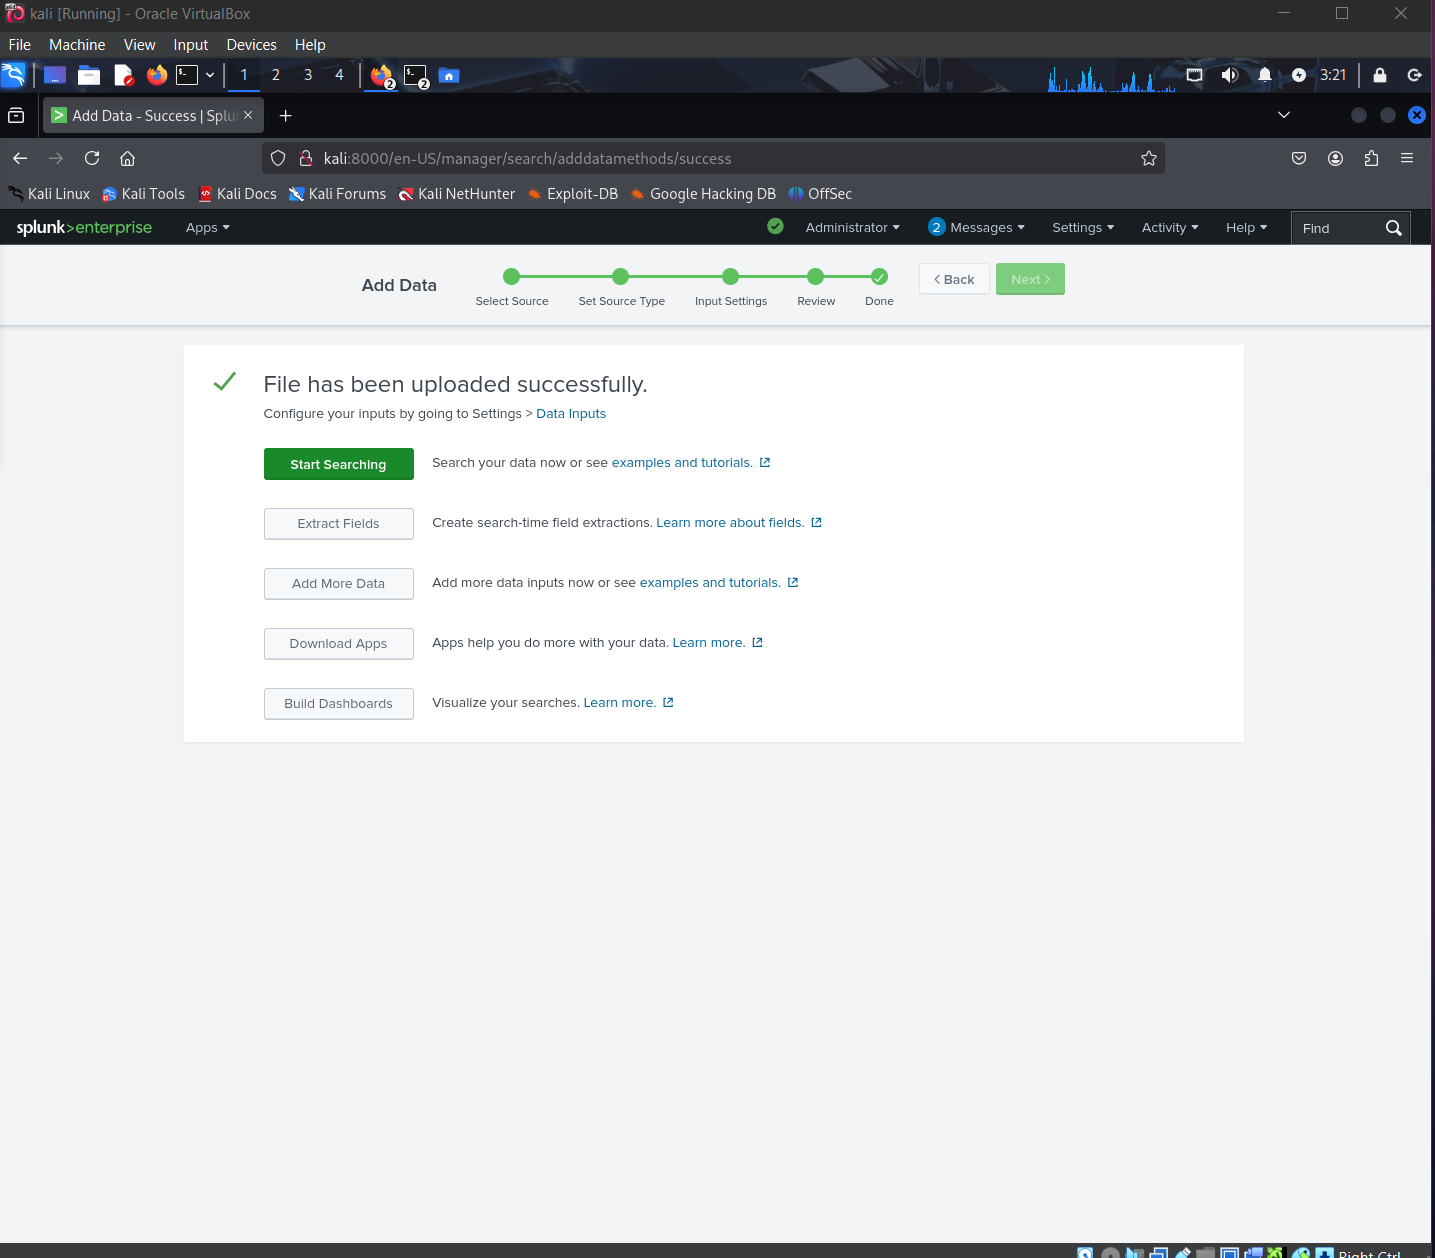 kali [Running] - Oracle VirtualBox
File Machine View Input Devices Help
1 2 3 4 2 2 3:21
Add Data - Success | Splu
kali:8000/en-US/manager/search/adddatamethods/success
Kali Linux Kali Tools Kali Docs Kali Forums Kali NetHunter Exploit-DB Google Hacking DB OffSec
splunk>enterprise Apps Administrator 2 Messages Settings Activity Help Find
Add Data
Select Source Set Source Type Input Settings Review Done
< Back Next >
File has been uploaded successfully.
Configure your inputs by going to Settings > Data Inputs
Start Searching Search your data now or see examples and tutorials.
Extract Fields Create search-time field extractions. Learn more about fields.
Add More Data Add more data inputs now or see examples and tutorials.
Download Apps Apps help you do more with your data. Learn more.
Build Dashboards Visualize your searches. Learn more.
Right Ctrl